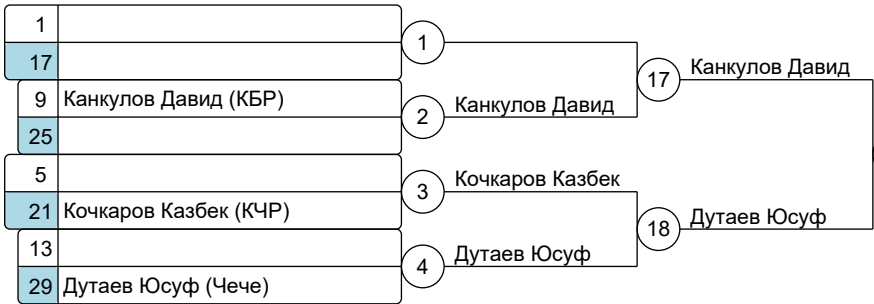 1
17
1
9 Канкулов Давид (КБР)
25
2
Канкулов Давид
17
Канкулов Давид
5
21 Кочкаров Казбек (КЧР)
3
Кочкаров Казбек
13
29 Дутаев Юсуф (Чече)
4
Дутаев Юсуф
18
Дутаев Юсуф